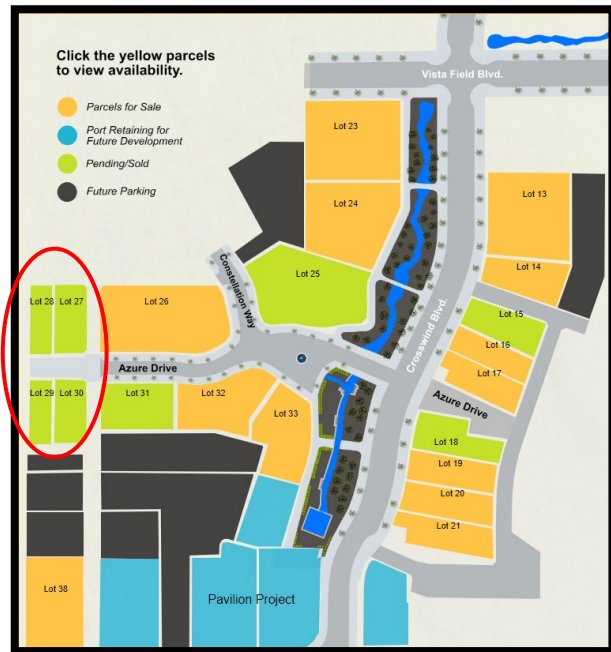 Click the yellow parcels
to view availability.
Parcels for Sale
Port Retaining for
Future Development
Pending/Sold
Future Parking
Vista Field Blvd.
Lot 23
Lot 24
Lot 13
Lot 14
Constellation Way
Lot 25
Lot 28
Lot 27
Lot 26
Lot 15
Lot 16
Lot 17
Crosswind Blvd.
Azure Drive
Azure Drive
Lot 29
Lot 30
Lot 31
Lot 32
Lot 33
Lot 18
Lot 19
Lot 20
Lot 21
Lot 38
Pavilion Project